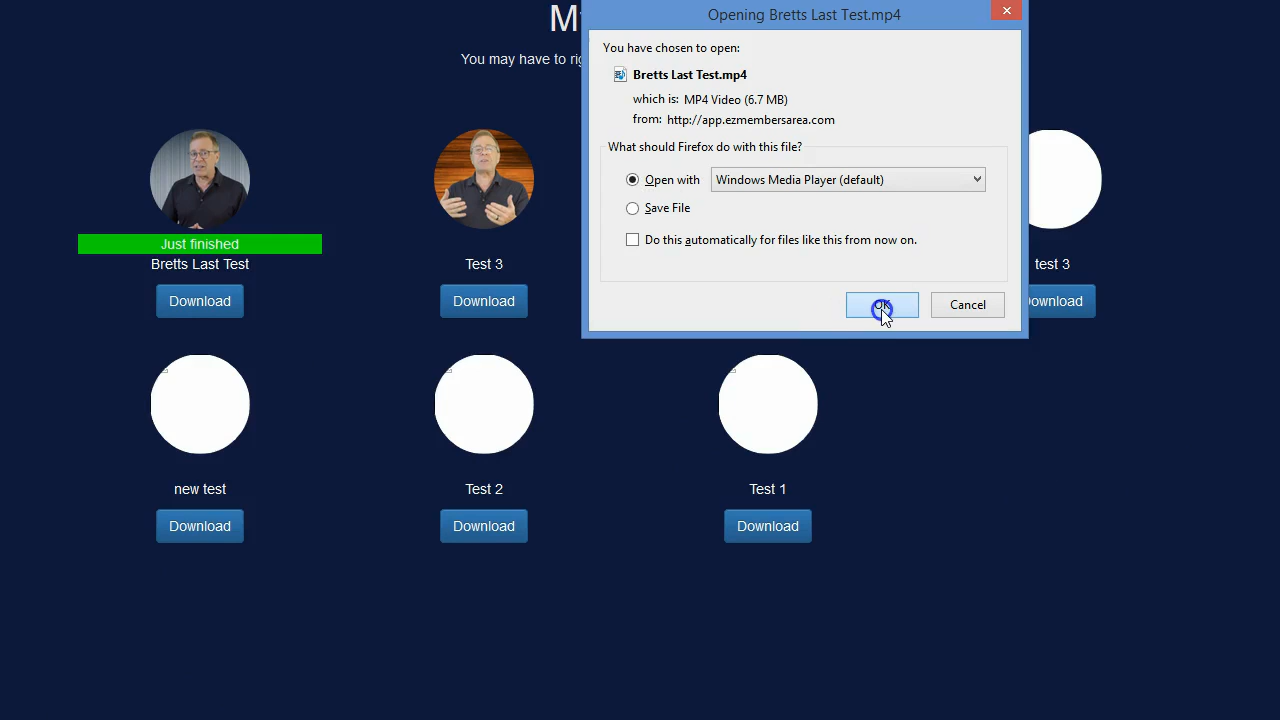 M
Opening Bretts Last Test.mp4
You may have to rig
You have chosen to open:
Bretts Last Test.mp4
which is: MP4 Video (6.7 MB)
from: http://app.ezmembersarea.com
What should Firefox do with this file?
Open with Windows Media Player (default)
Save File
Do this automatically for files like this from now on.
OK Cancel
Just finished
Bretts Last Test
Test 3
test 3
Download
Download
ownload
new test
Test 2
Test 1
Download
Download
Download